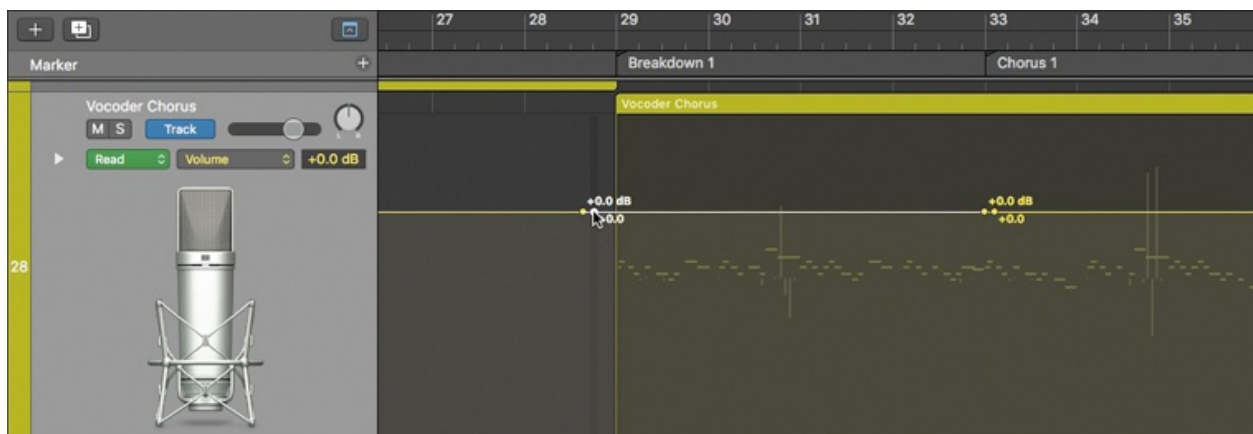 27 28 29 30 31 32 33 34 35
Marker
Breakdown 1 Chorus 1
Vocoder Chorus
Vocoder Chorus
M S Track
L R
Read Volume +0.0 dB
+0.0 dB
+0.0
+0.0 dB
+0.0
28